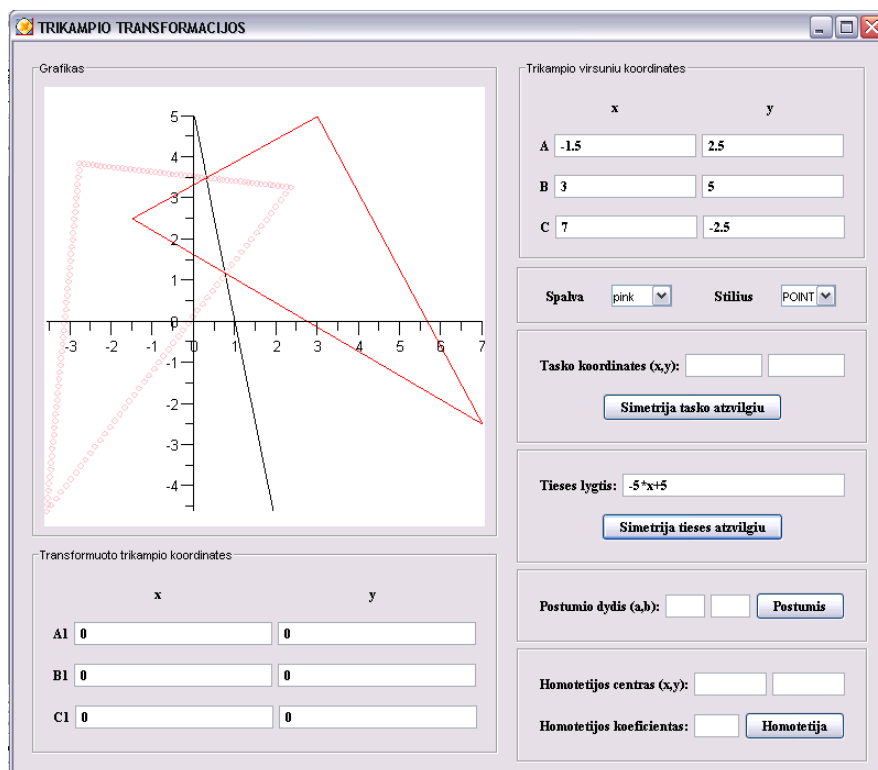 TRIKAMPIO TRANSFORMACIJOS
Grafikas
5
4
3
2
1
0
-3 -2 -1 0 1 2 3 4 5 6 7
-1
-2
-3
-4
Transformuoto trikampio koordinates
x y
A1 0 0
B1 0 0
C1 0 0
Trikampio virsuniu koordinates
x y
A -1.5 2.5
B 3 5
C 7 -2.5
Spalva pink Stilius POINT
Tasko koordinates (x,y):
Simetrija tasko atzvilgiu
Tieses lygtis: -5*x+5
Simetrija tieses atzvilgiu
Postumio dydis (a,b): Postumis
Homotetijos centras (x,y):
Homotetijos koeficientas: Homotetija